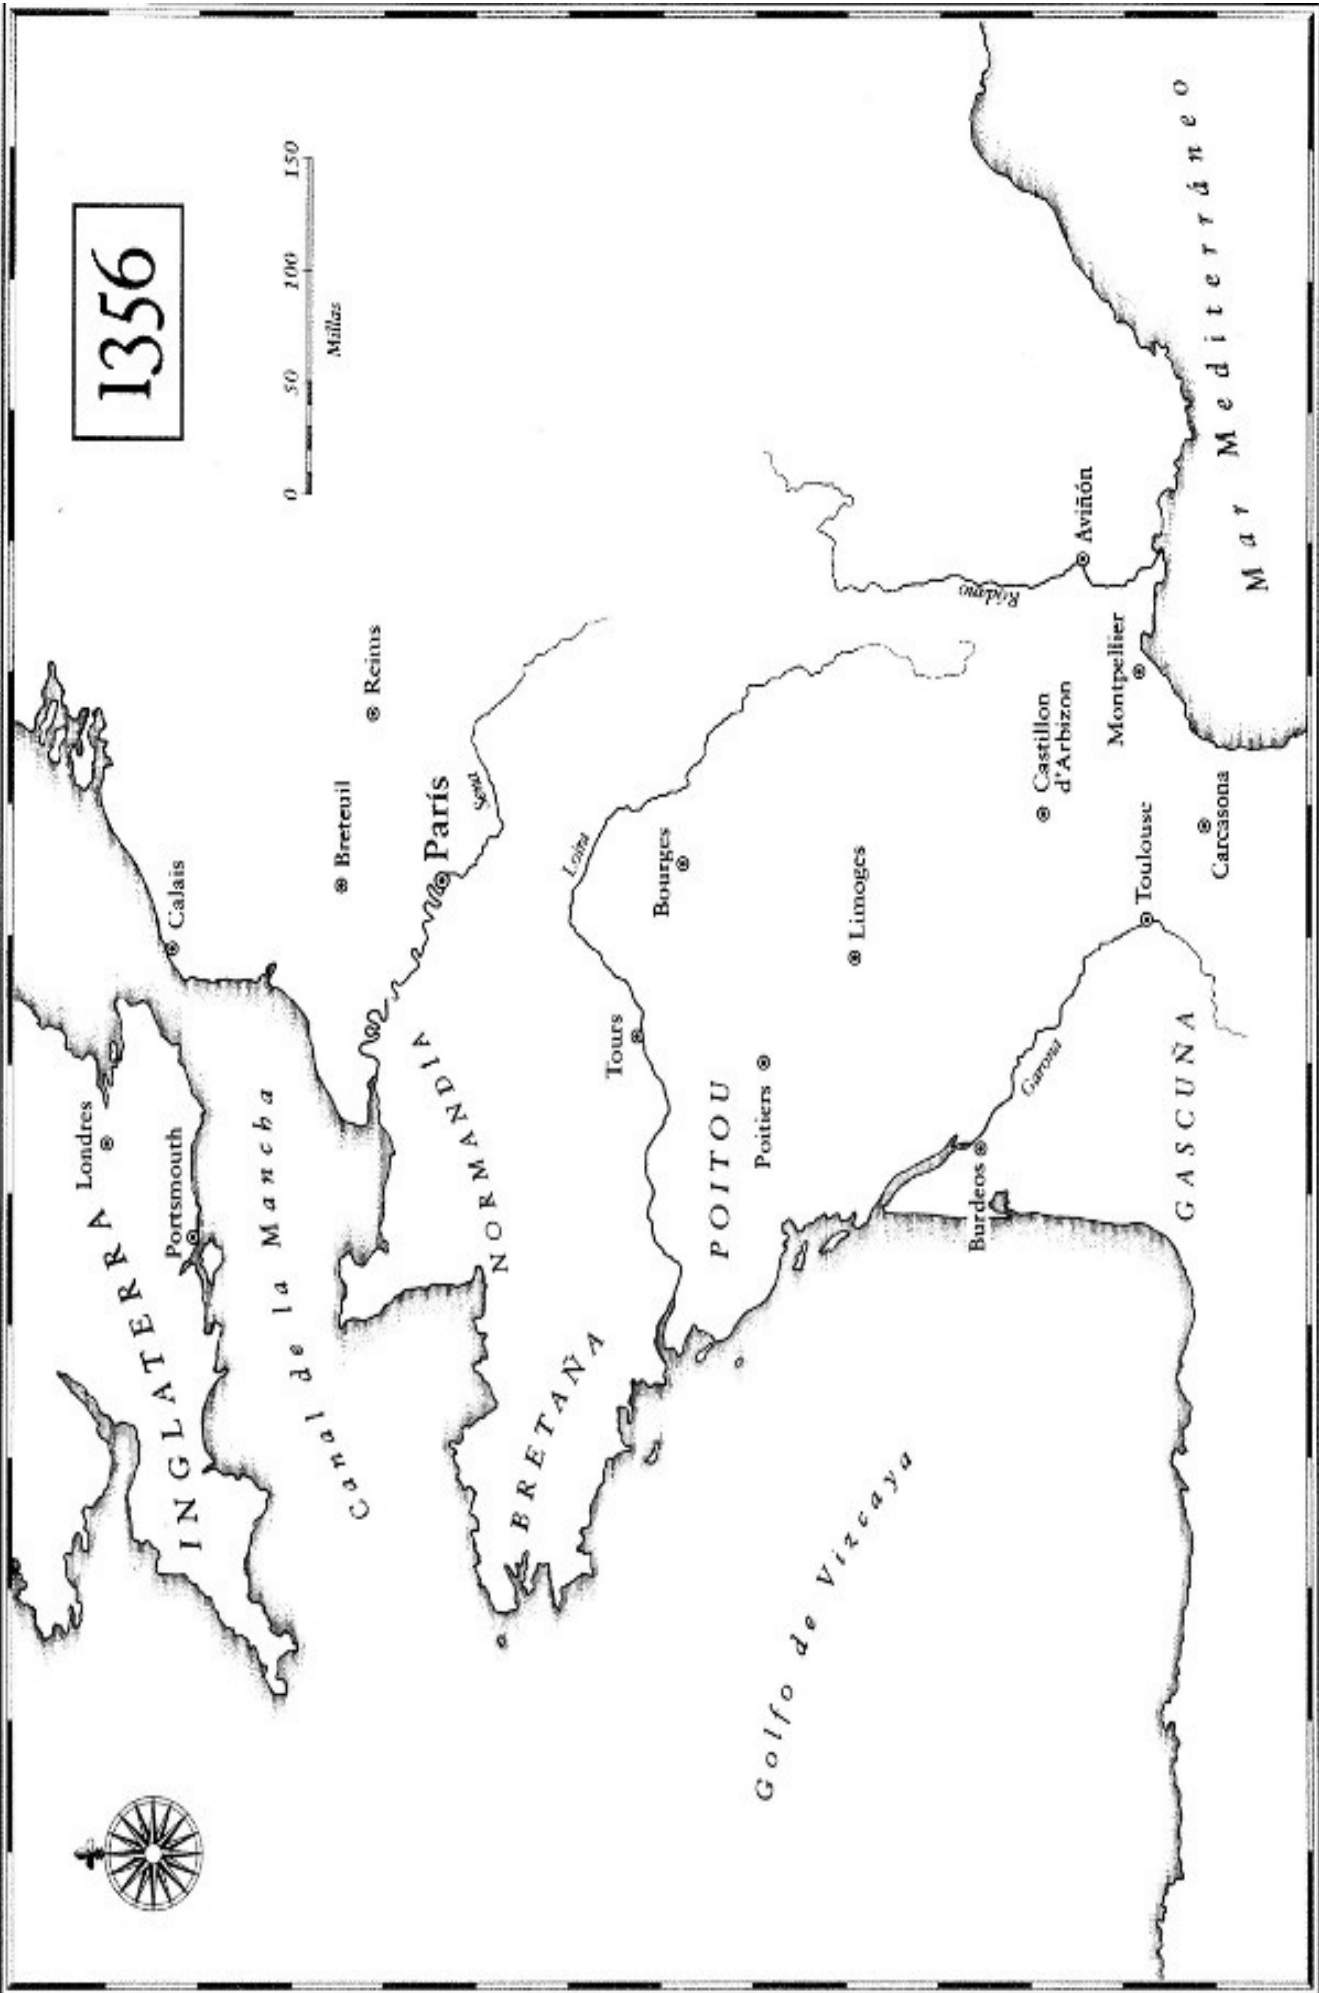 1356
0 50 100 150
Millas
INGLATERRA
Londres
Portsmouth
Calais
Canal de la Mancha
Breteuil
Reims
París
Sena
NORMANDÍA
BRETAÑA
Loira
Tours
Bourges
POITOU
Poitiers
Limoges
Golfo de Vizcaya
Burdeos
Garona
Ródano
Castillon
d'Arbizon
Aviñón
Montpellier
Toulouse
Carcasona
GASCUÑA
Mar Mediterráneo